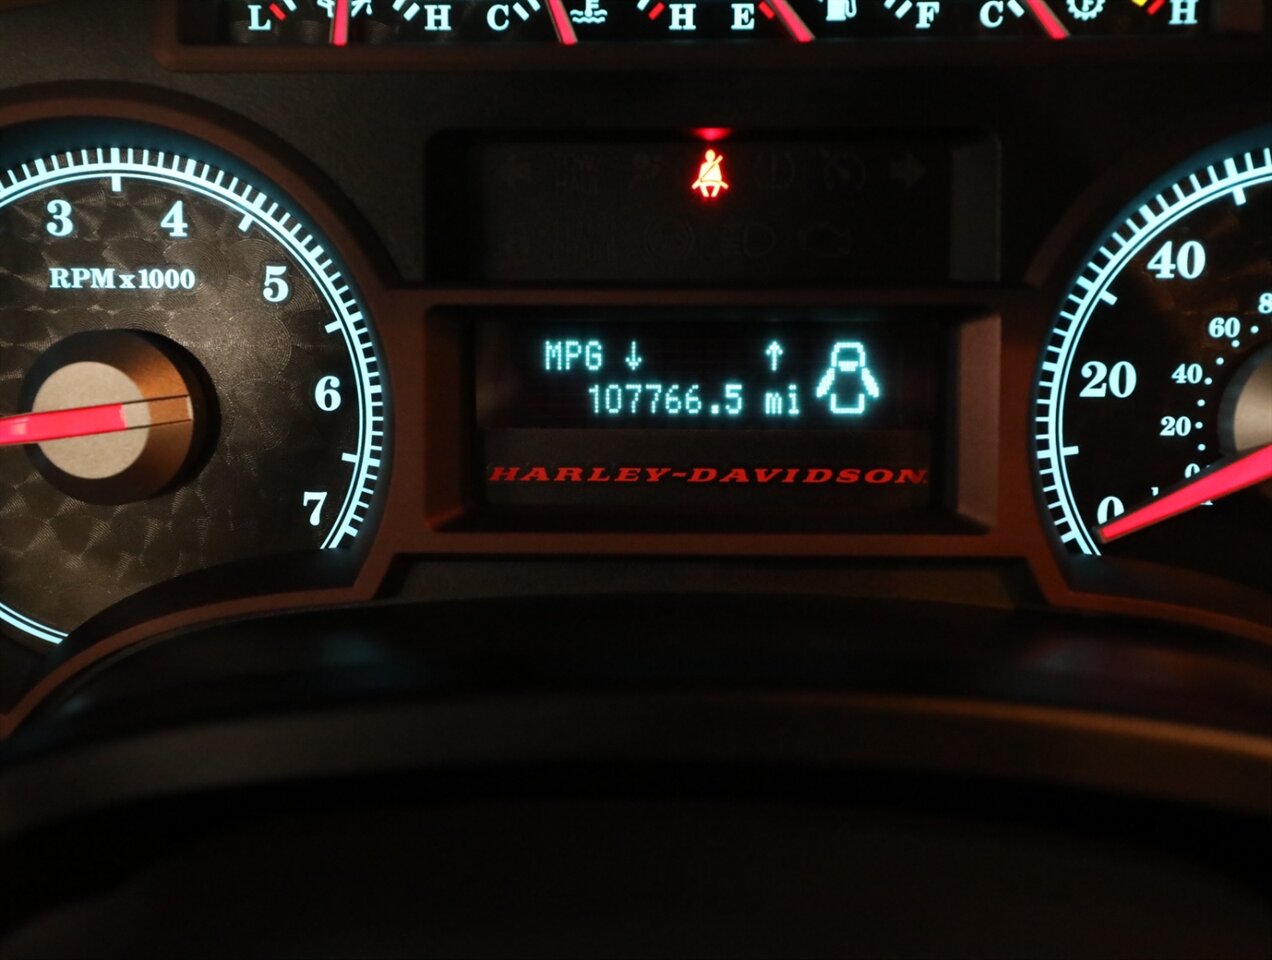 L H C H E F C H
3 4 5 6 7
RPM x 1000
MPG ↓ ↑
107766.5 mi
HARLEY-DAVIDSON
40
20
0
60
40
20